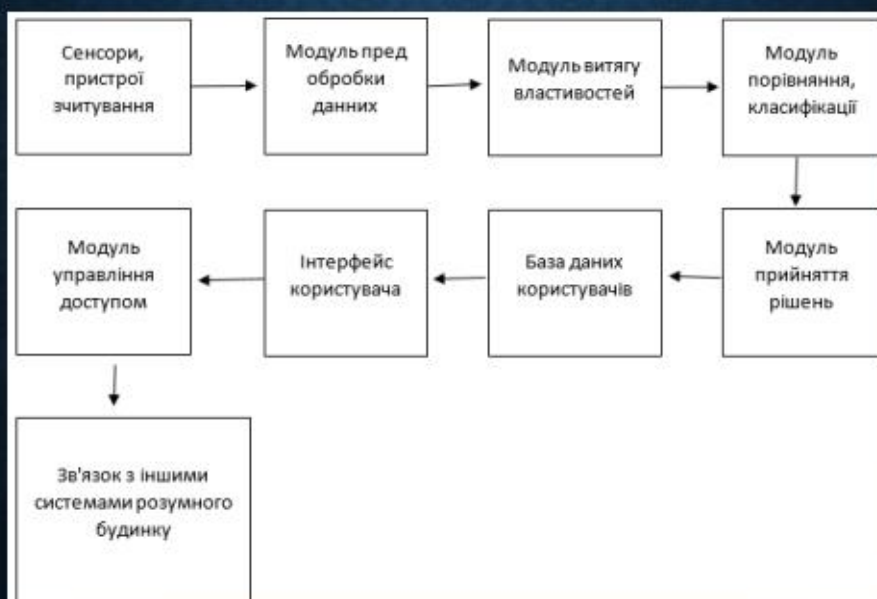 Сенсори,
пристрої
зчитування
Модуль пред
обробки
данних
Модуль витягу
властивостей
Модуль
порівняння,
класифікації
Модуль
управління
доступом
Інтерфейс
користувача
База даних
користувачів
Модуль
прийняття
рішень
Зв'язок з іншими
системами розумного
будинку